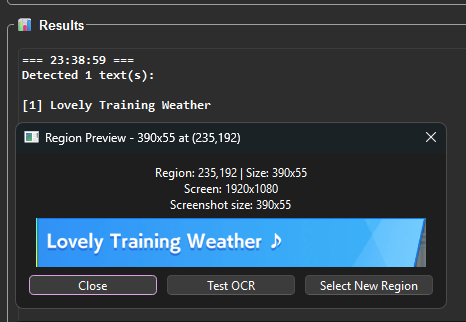 Results
=== 23:38:59 ===
Detected 1 text(s):
[1] Lovely Training Weather
Region Preview - 390x55 at (235,192)
Region: 235,192 | Size: 390x55
Screen: 1920x1080
Screenshot size: 390x55
Lovely Training Weather ♪
Close Test OCR Select New Region